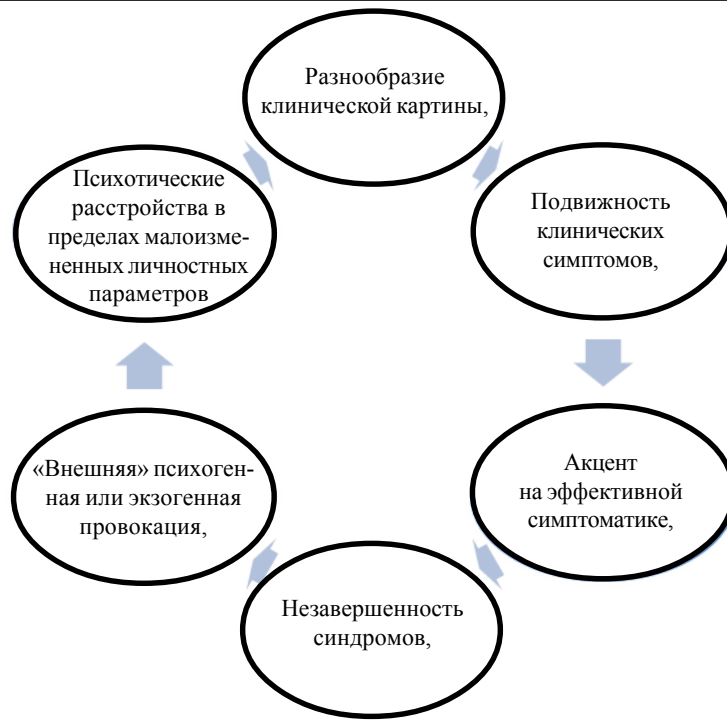 Разнообразие
клинической картины,
Подвижность
клинических
симптомов,
Акцент
на эффективной
симптоматике,
Незавершенность
синдромов,
«Внешняя» психоген-
ная или экзогенная
провокация,
Психотические
расстройства в
пределах малоизме-
ненных личностных
параметров